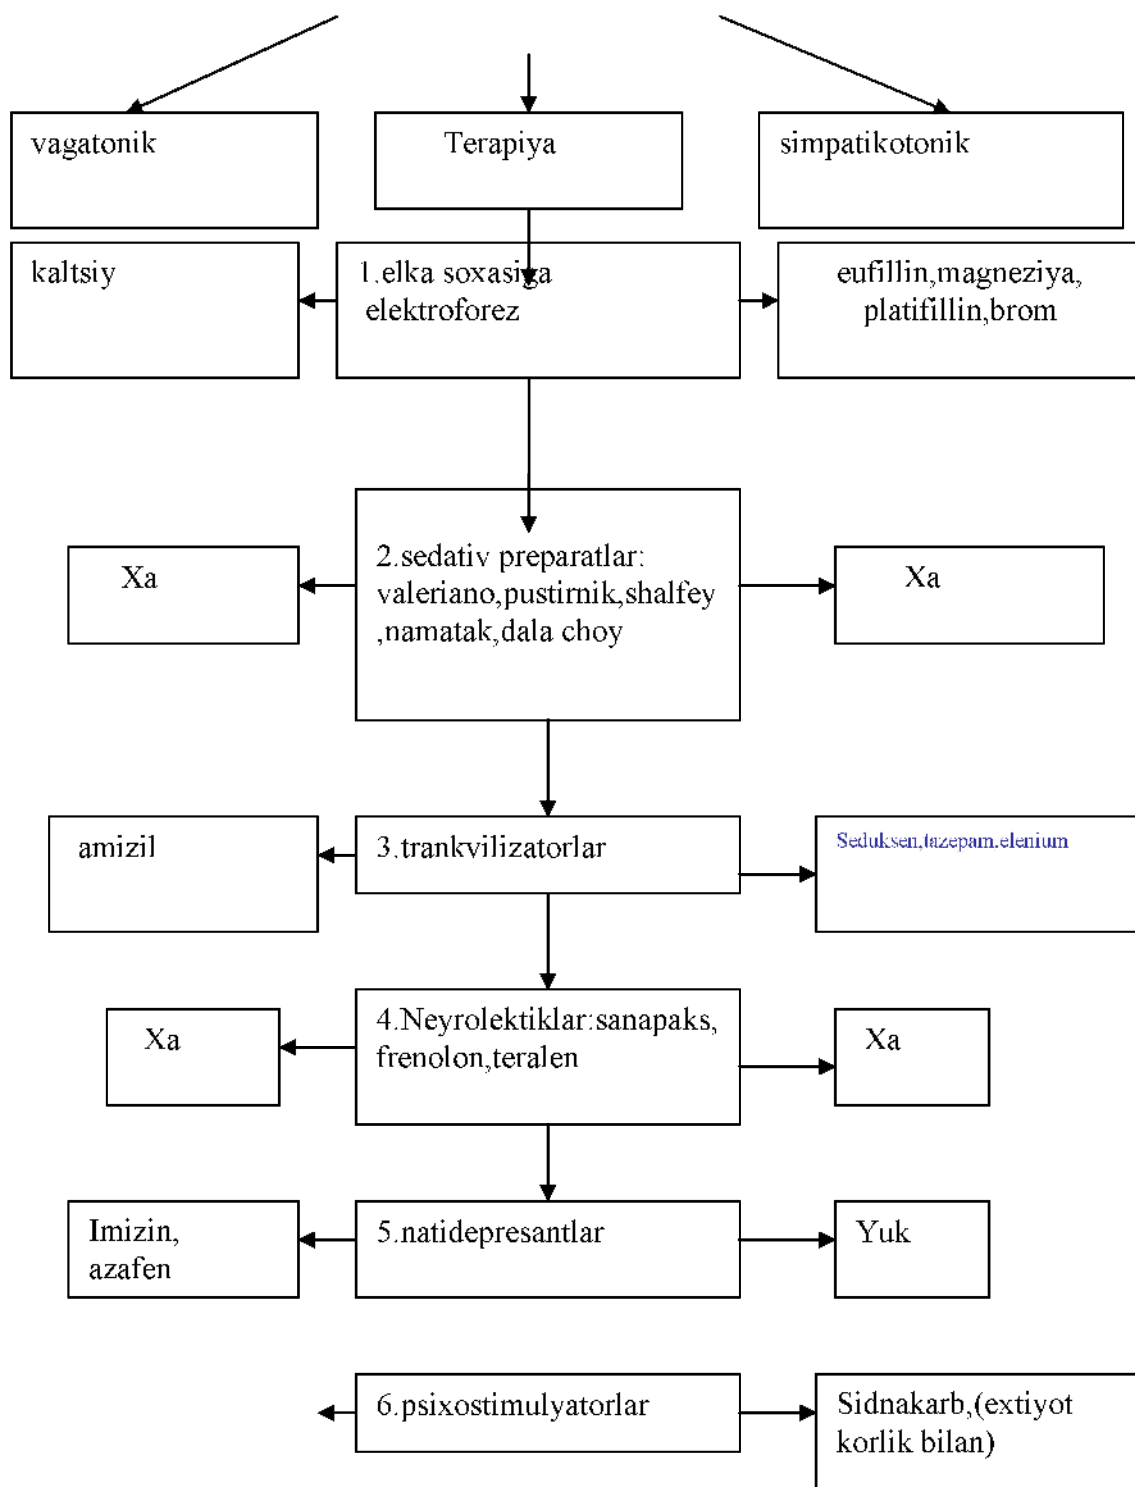 vagatonik
Terapiya
simpatikotonik
kaltsiy
1.elka soxasiga
elektroforez
eufillin,magneziya,
platifillin,brom
Xa
2.sedativ preparatlar:
valeriano,pustirnik,shalfey
,namatak,dala choy
Xa
amizil
3.trankvilizatorlar
Seduksen,tazepam.elenium
Xa
4.Neyrolektiklar:sanapaks,
frenolon,teralen
Xa
Imizin,
azafen
5.natidepresantlar
Yuk
6.psixostimulyatorlar
Sidnakarb,(extiyot
korlik bilan)